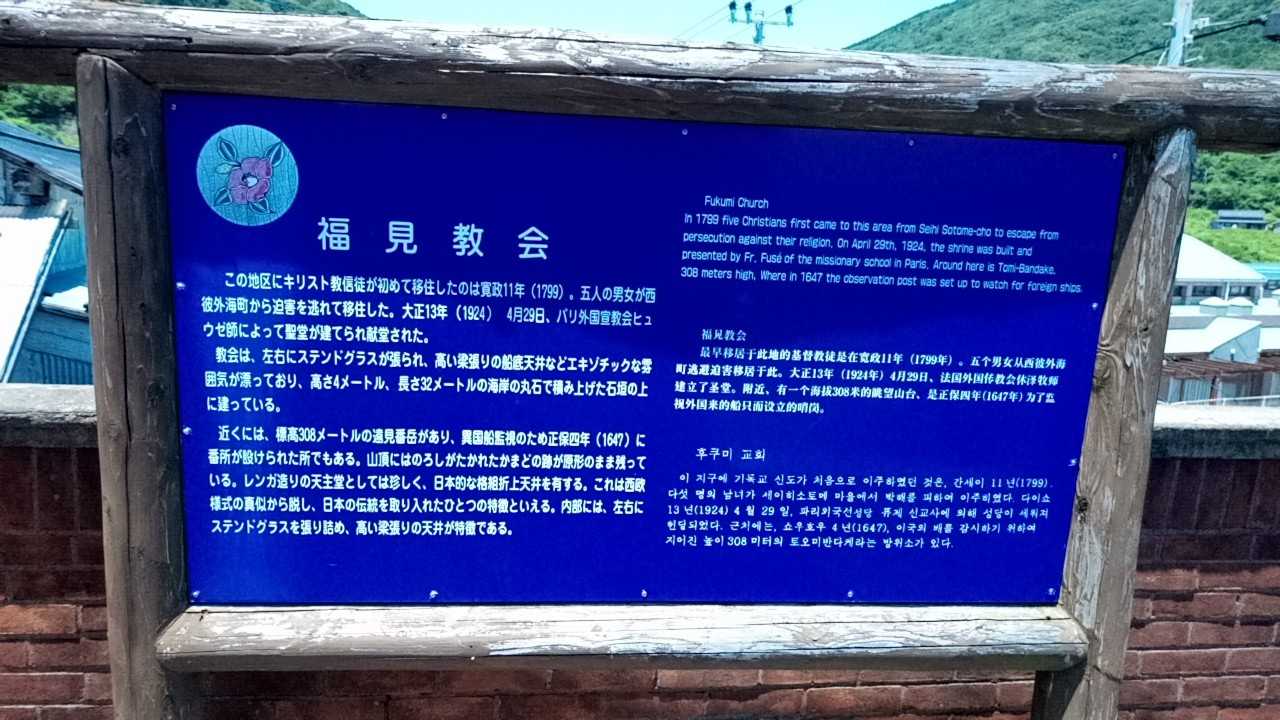 福見教会
この地区にキリスト教信徒が初めて移住したのは寛政11年（1799）。五人の男女が西
彼外海町から迫害を逃れて移住した。大正13年（1924） 4月29日、パリ外国宣教会ヒュ
ウゼ師によって聖堂が建てられ献堂された。
教会は、左右にステンドグラスが張られ、高い梁張りの船底天井などエキゾチックな雰
囲気が漂っており、高さ4メートル、長さ32メートルの海岸の丸石で積み上げた石垣の上
に建っている。
近くには、標高308メートルの遠見番岳があり、異国船監視のため正保四年（1647）に
番所が設けられた所でもある。山頂にはのろしがたかれたかまどの跡が原形のまま残って
いる。レンガ造りの天主堂としては珍しく、日本的な格組折上天井を有する。これは西欧
様式の真似から脱し、日本の伝統を取り入れたひとつの特徴といえる。内部には、左右に
ステンドグラスを張り詰め、高い梁張りの天井が特徴である。
Fukumi Church
In 1799 five Christians first came to this area from Seihi Sotome-cho to escape from
persecution against their religion. On April 29th, 1924, the shrine was built and
presented by Fr. Fusé of the missionary school in Paris. Around here is Tomi-Bandake.
308 meters high. Where in 1647 the observation post was set up to watch for foreign ships.
福见教会
最早移居于此地的基督教徒是在宽政11年（1799年）。五个男女从西彼外海
町逃避迫害移居于此。大正13年（1924年）4月29日、法国外国传教会休泽牧师
建立了圣堂。附近、有一个海拔308米的眺望山台、是正保四年(1647年)为了监
视外国来的船只而设立的哨岗。
후쿠미 교회
이 지구에 기독교 신도가 처음으로 이주하였던 것은, 간세이 11년(1799).
다섯 명의 남녀가 세이히소토메 마을에서 박해를 피하여 이주하였다. 다이쇼
13년(1924) 4월 29일, 파리외국선성당 퓨제 신교사에 의해 성당이 세워져
헌당되었다. 근처에는, 쇼우호우 4년(1647), 이국의 배를 감시하기 위하여
지어진 높이 308미터의 토오미반다케라는 방위소가 있다.